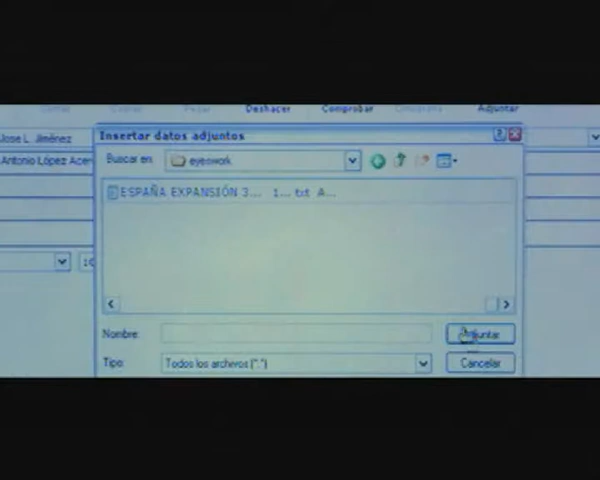 Deshacer Comprobar Adjuntar
Jose L. Jiménez
Insertar datos adjuntos
Antonio López
Buscar en: eyeswork
ESPAÑA EXPANSIÓN 3... 1... txt A...
Nombre:
Adjuntar
Tipo: Todos los archivos (*.*)
Cancelar